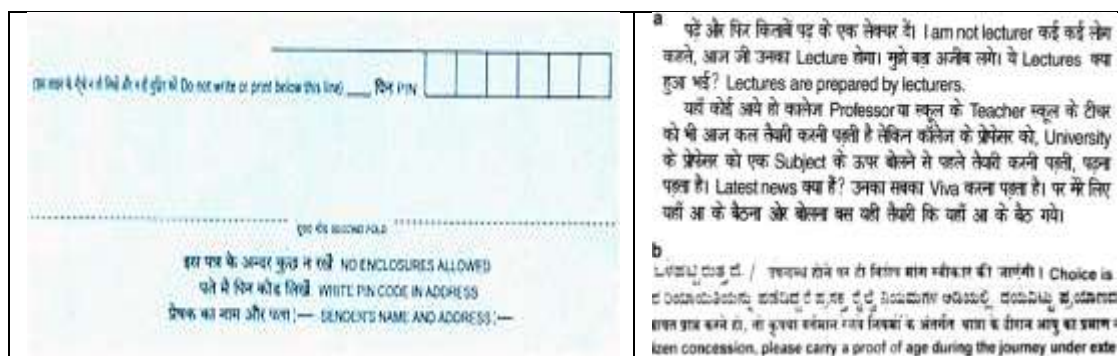 (इस लाइन के नीचे न लिखें और न ही मुद्रित करें Do not write or print below this line) पिन PIN
दूसरा मोड़ SECOND FOLD
इस पत्र के अन्दर कुछ न रखें NO ENCLOSURES ALLOWED
पते में पिन कोड लिखें WRITE PIN CODE IN ADDRESS
प्रेषक का नाम और पता :— SENDER'S NAME AND ADDRESS :—
a
पढ़ें और फिर किताबें पढ़ के एक लेक्चर दें। I am not lecturer कई कई लोग
कहते, आज जी उनका Lecture होगा। मुझे बड़ा अजीब लगे। ये Lectures क्या
हुआ भई? Lectures are prepared by lecturers.
यहाँ कोई आये हो कालेज Professor या स्कूल के Teacher स्कूल के टीचर
को भी आज कल तैयारी करनी पड़ती है लेकिन कॉलेज के प्रोफेसर को, University
के प्रोफेसर को एक Subject के ऊपर बोलने से पहले तैयारी करनी पड़ती, पढ़ना
पड़ता है। Latest news क्या हैं? उनका सबका Viva करना पड़ता है। पर मेरे लिए
यहाँ आ के बैठना और बोलना बस यही तैयारी कि यहाँ आ के बैठ गये।
b
/ उपलब्ध होने पर ही विशेष मांग स्वीकार की जाएंगी। Choice is
प्राप्त करने हो, तो कृपया वर्तमान नियमों के अंतर्गत यात्रा के दौरान आयु का प्रमाण
izen concession, please carry a proof of age during the journey under exte